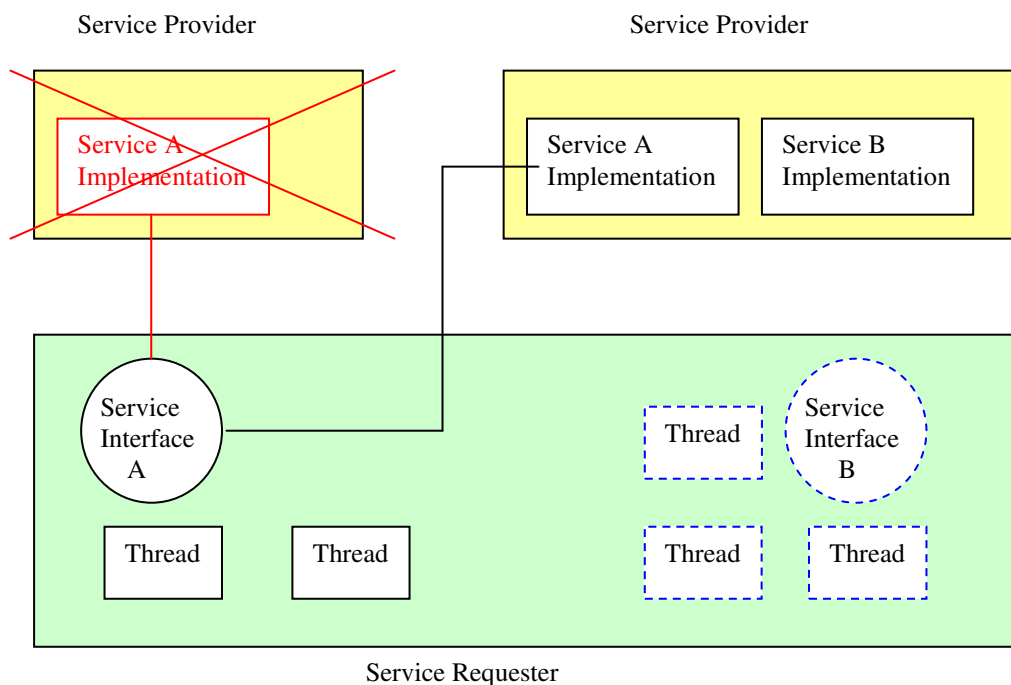 Service Provider
Service Provider
Service A
Implementation
Service A
Implementation
Service B
Implementation
Service
Interface
A
Thread
Service
Interface
B
Thread
Thread
Thread
Thread
Service Requester